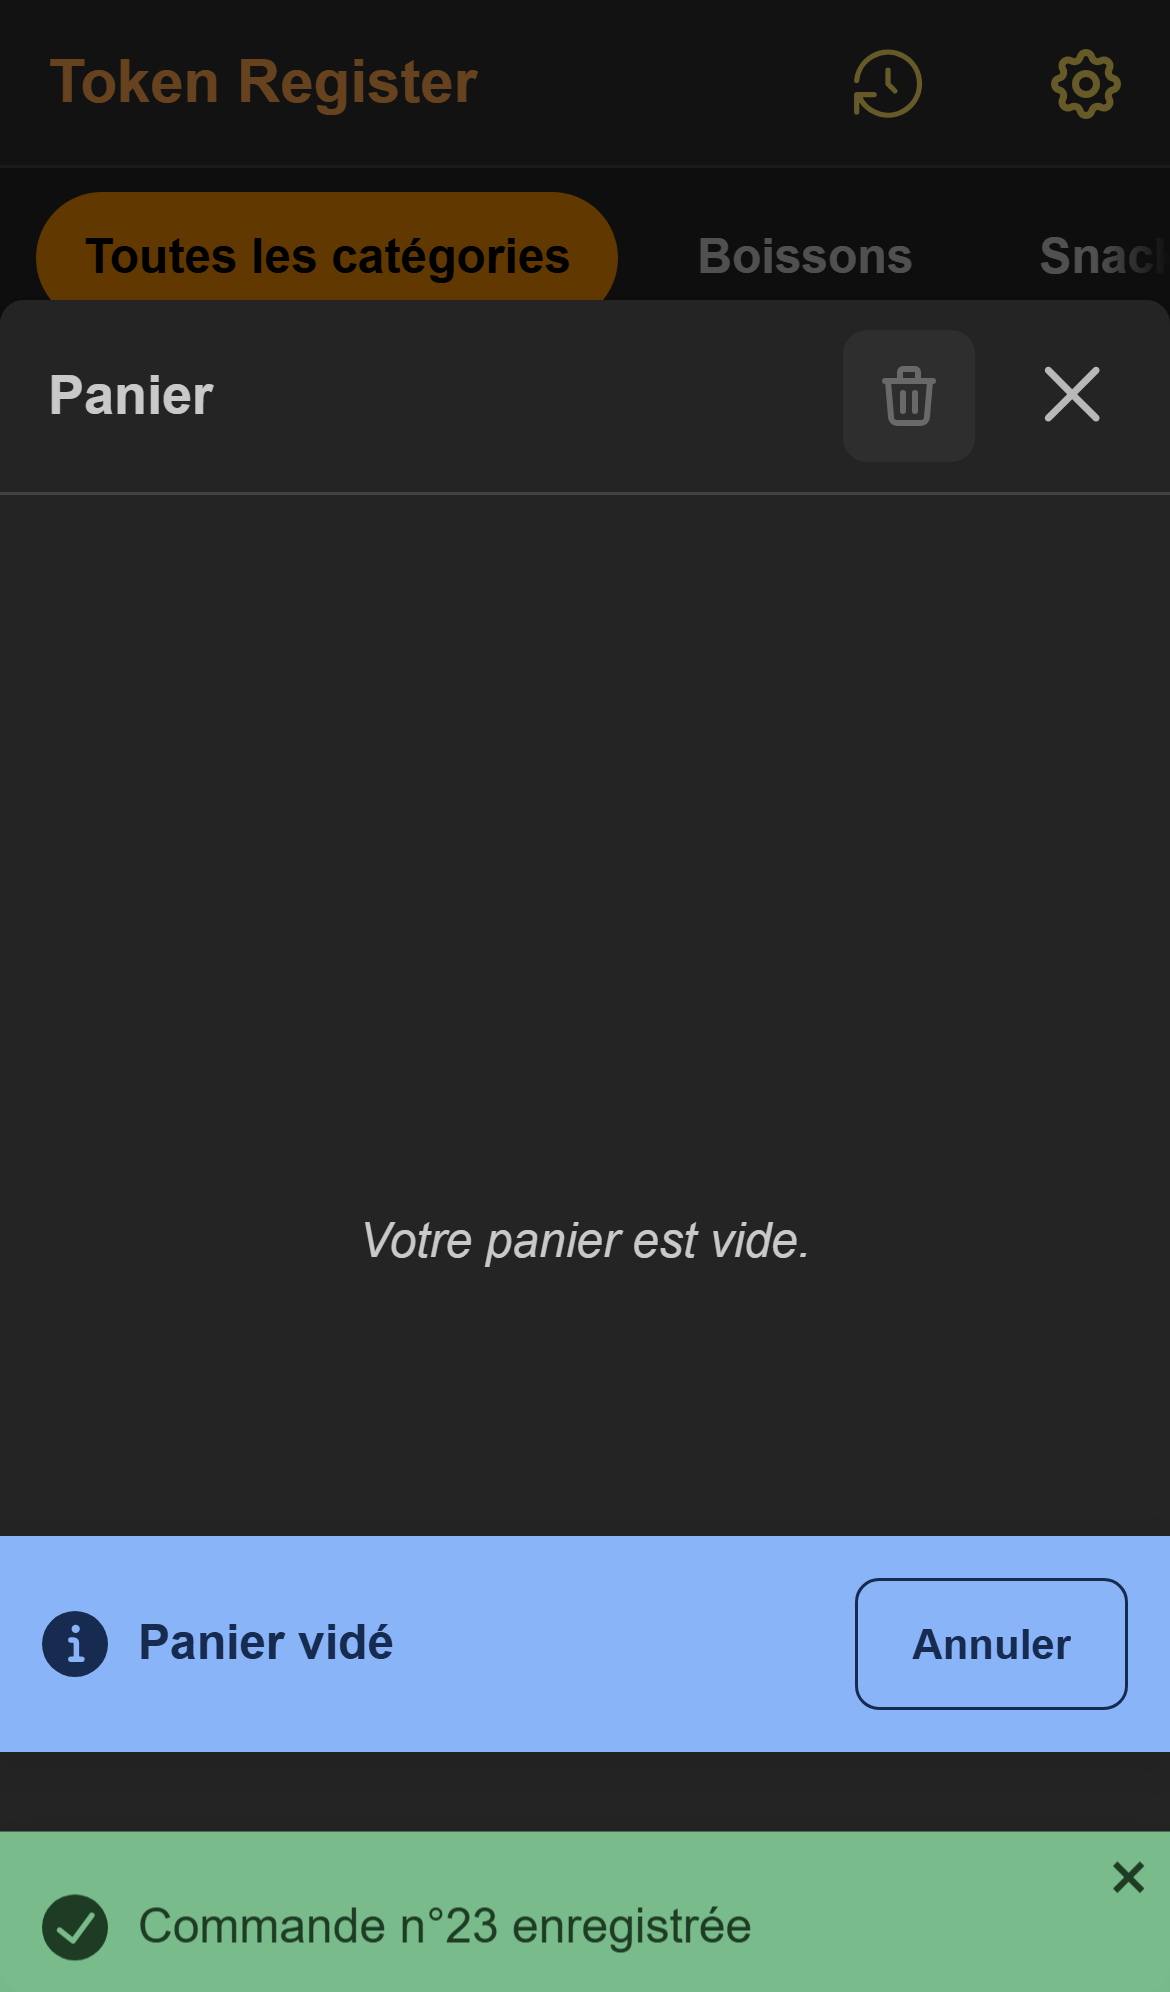 Token Register
Toutes les catégories Boissons
Panier
Votre panier est vide.
Panier vidé Annuler
Commande n°23 enregistrée